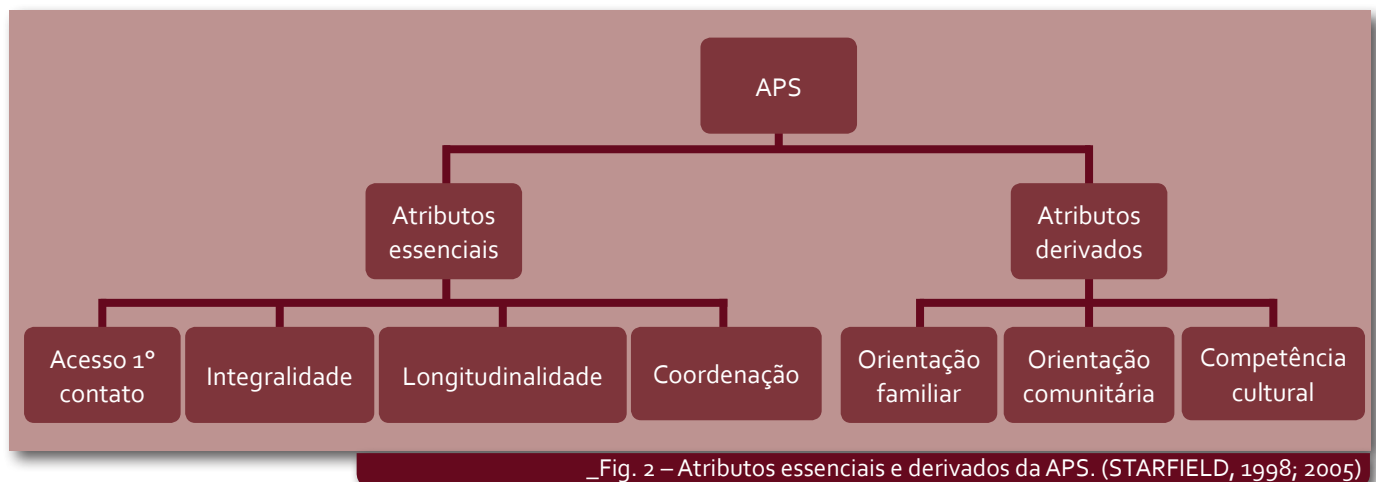 APS
Atributos
essenciais
Atributos
derivados
Acesso 1º
contato
Integralidade
Longitudinalidade
Coordenação
Orientação
familiar
Orientação
comunitária
Competência
cultural
_Fig. 2 – Atributos essenciais e derivados da APS. (STARFIELD, 1998; 2005)